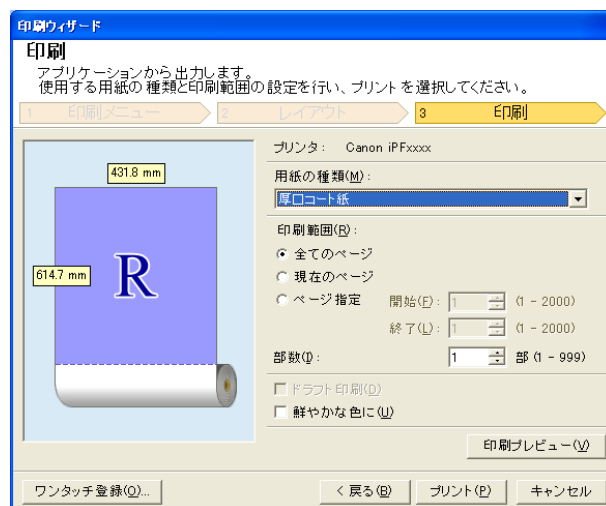 印刷ウィザード
印刷
アプリケーションから出力します。
使用する用紙の種類と印刷範囲の設定を行い、プリントを選択してください。
1 印刷メニュー 2 レイアウト 3 印刷
431.8 mm
614.7 mm
R
プリンタ： Canon iPFxxxx
用紙の種類(M)：
厚口コート紙
印刷範囲(R)：
全てのページ
現在のページ
ページ指定 開始(F)： 1 (1 - 2000)
終了(L)： 1 (1 - 2000)
部数(I)： 1 部 (1 - 999)
ドラフト印刷(D)
鮮やかな色に(U)
印刷プレビュー(V)
ワンタッチ登録(O)... < 戻る(B) プリント(P) キャンセル